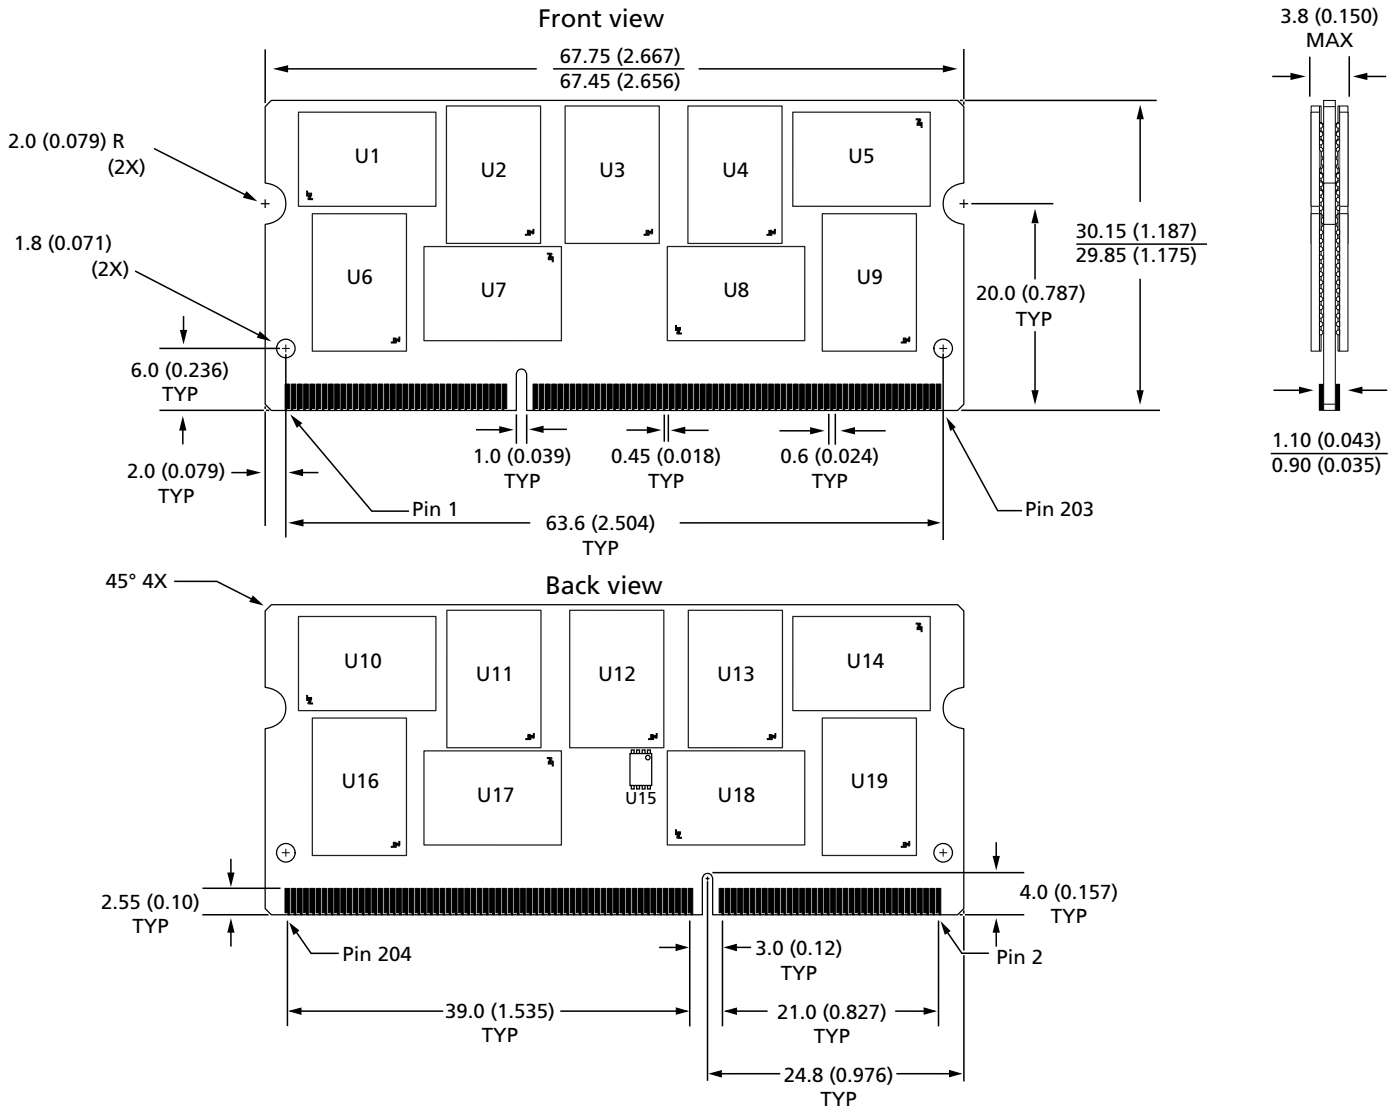 Front view
3.8 (0.150)
MAX
67.75 (2.667)
67.45 (2.656)
2.0 (0.079) R
(2X)
U1
U2
U3
U4
U5
1.8 (0.071)
(2X)
30.15 (1.187)
29.85 (1.175)
U6
U7
U8
U9
20.0 (0.787)
TYP
6.0 (0.236)
TYP
1.0 (0.039)
TYP
0.45 (0.018)
TYP
0.6 (0.024)
TYP
1.10 (0.043)
0.90 (0.035)
2.0 (0.079)
TYP
Pin 1
Pin 203
63.6 (2.504)
TYP
45° 4X
Back view
U10
U11
U12
U13
U14
U16
U17
U15
U18
U19
2.55 (0.10)
TYP
4.0 (0.157)
TYP
Pin 204
3.0 (0.12)
TYP
Pin 2
39.0 (1.535)
TYP
21.0 (0.827)
TYP
24.8 (0.976)
TYP